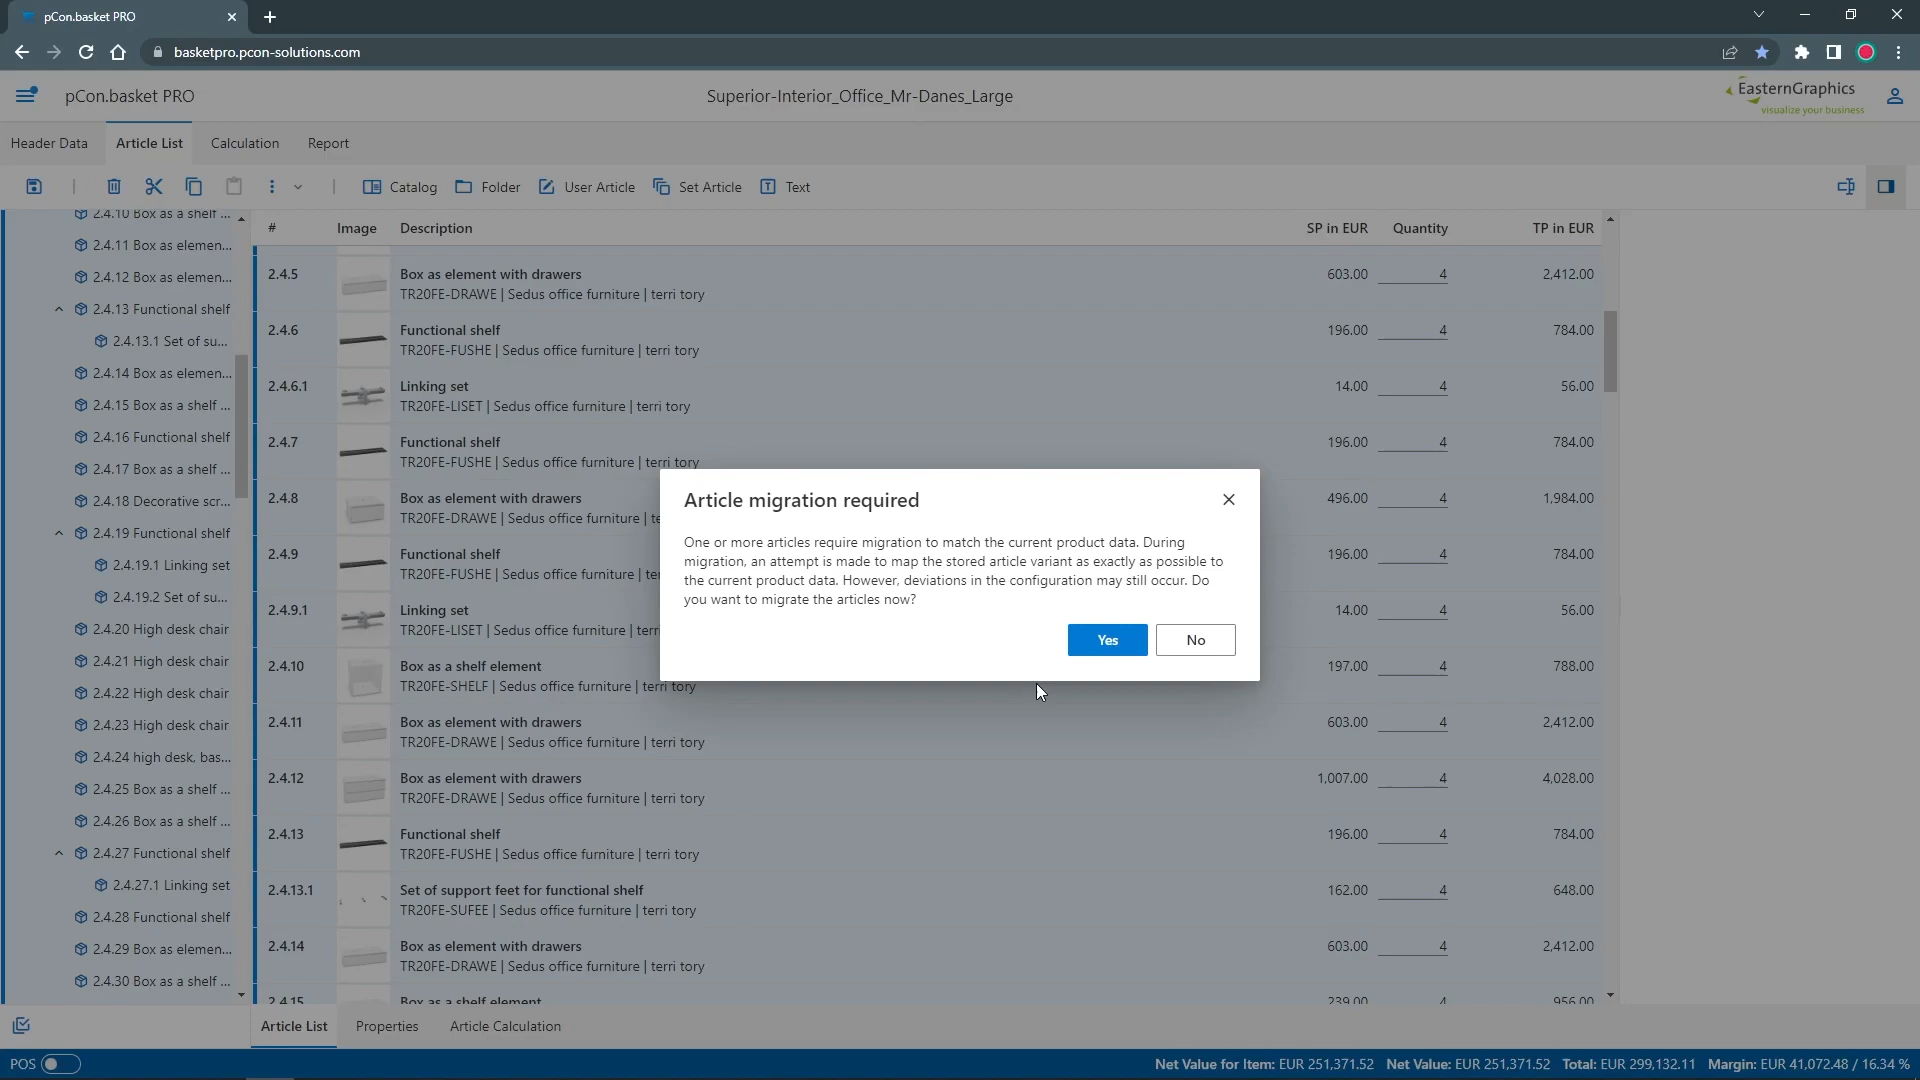 pCon.basket PRO
basketpro.pcon-solutions.com
pCon.basket PRO
Superior-Interior_Office_Mr-Danes_Large
EasternGraphics
visualize your business
Header Data
Article List
Calculation
Report
Catalog
Folder
User Article
Set Article
Text
2.4.10 Box as a shelf ...
2.4.11 Box as elemen...
2.4.12 Box as elemen...
2.4.13 Functional shelf
2.4.13.1 Set of su...
2.4.14 Box as elemen...
2.4.15 Box as a shelf ...
2.4.16 Functional shelf
2.4.17 Box as a shelf ...
2.4.18 Decorative scr...
2.4.19 Functional shelf
2.4.19.1 Linking set
2.4.19.2 Set of su...
2.4.20 High desk chair
2.4.21 High desk chair
2.4.22 High desk chair
2.4.23 High desk chair
2.4.24 high desk, bas...
2.4.25 Box as a shelf ...
2.4.26 Box as a shelf ...
2.4.27 Functional shelf
2.4.27.1 Linking set
2.4.28 Functional shelf
2.4.29 Box as elemen...
2.4.30 Box as a shelf ...
# Image Description SP in EUR Quantity TP in EUR
2.4.5 Box as element with drawers 603.00 4 2,412.00
TR20FE-DRAWE | Sedus office furniture | terri tory
2.4.6 Functional shelf 196.00 4 784.00
TR20FE-FUSHE | Sedus office furniture | terri tory
2.4.6.1 Linking set 14.00 4 56.00
TR20FE-LISET | Sedus office furniture | terri tory
2.4.7 Functional shelf 196.00 4 784.00
TR20FE-FUSHE | Sedus office furniture | terri tory
2.4.8 Box as element with drawers 496.00 4 1,984.00
TR20FE-DRAWE | Sedus office furniture | te
2.4.9 Functional shelf 196.00 4 784.00
TR20FE-FUSHE | Sedus office furniture | te
2.4.9.1 Linking set 14.00 4 56.00
TR20FE-LISET | Sedus office furniture | terr
2.4.10 Box as a shelf element 197.00 4 788.00
TR20FE-SHELF | Sedus office furniture | terri tory
2.4.11 Box as element with drawers 603.00 4 2,412.00
TR20FE-DRAWE | Sedus office furniture | terri tory
2.4.12 Box as element with drawers 1,007.00 4 4,028.00
TR20FE-DRAWE | Sedus office furniture | terri tory
2.4.13 Functional shelf 196.00 4 784.00
TR20FE-FUSHE | Sedus office furniture | terri tory
2.4.13.1 Set of support feet for functional shelf 162.00 4 648.00
TR20FE-SUFEE | Sedus office furniture | terri tory
2.4.14 Box as element with drawers 603.00 4 2,412.00
TR20FE-DRAWE | Sedus office furniture | terri tory
2.4.15 Box as a shelf element 239.00 4 956.00
Article migration required
One or more articles require migration to match the current product data. During
migration, an attempt is made to map the stored article variant as exactly as possible to
the current product data. However, deviations in the configuration may still occur. Do
you want to migrate the articles now?
Yes
No
Article List
Properties
Article Calculation
POS
Net Value for Item: EUR 251,371.52 Net Value: EUR 251,371.52 Total: EUR 299,132.11 Margin: EUR 41,072.48 / 16.34 %